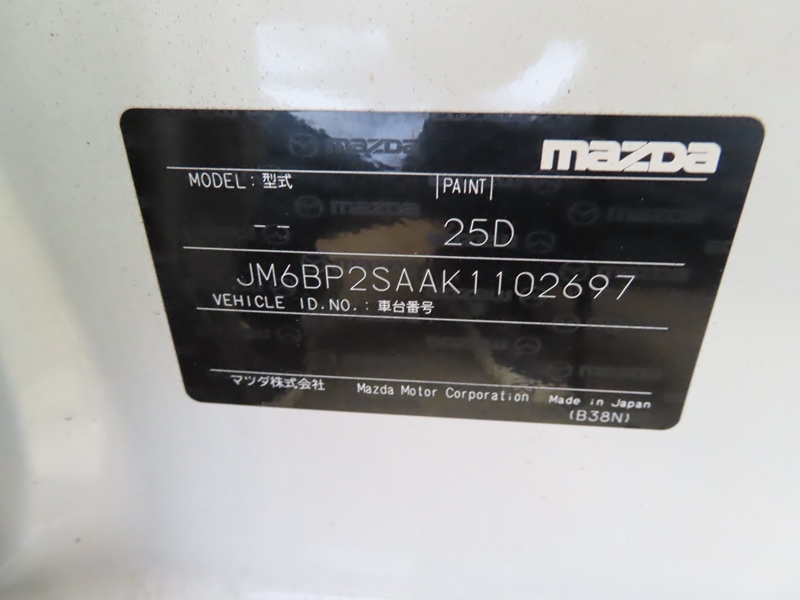 mazda
MODEL: 型式 PAINT
-- 25D
JM6BP2SAAK1102697
VEHICLE ID.NO.: 車台番号
マツダ株式会社 Mazda Motor Corporation Made in Japan
(B38N)